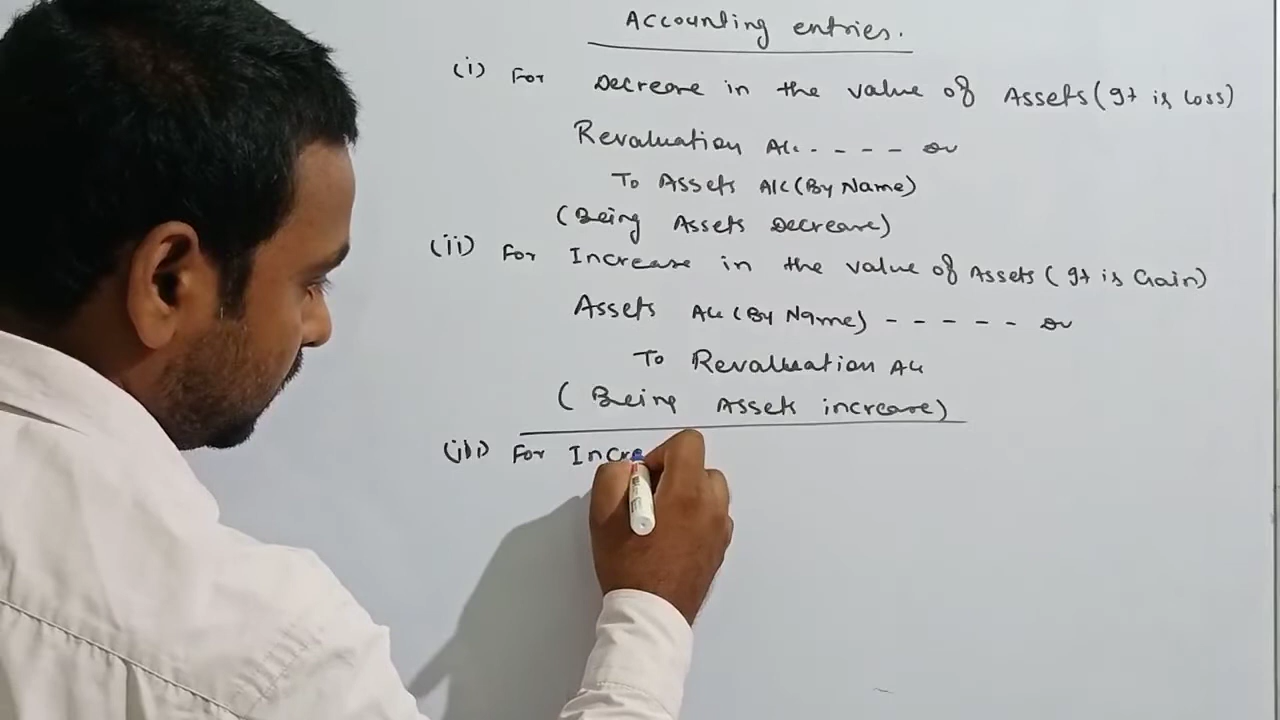 Accounting entries.
(i) For Decrease in the value of Assets (It is Loss)
Revaluation A/c - - - - Dr
To Assets A/c (By Name)
(Being Assets Decrease)
(ii) For Increase in the value of Assets (It is Gain)
Assets A/c (By Name) - - - - - Dr
To Revaluation A/c
(Being Assets increase)
(iii) For Incre